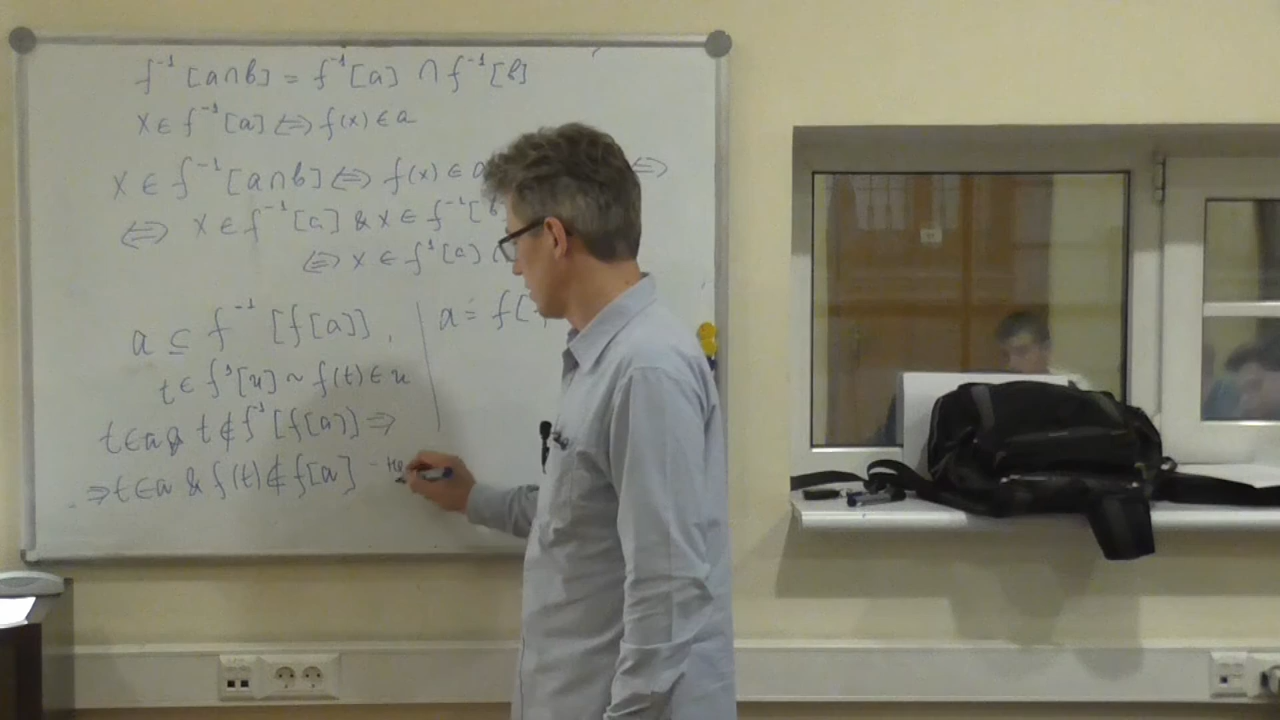 f⁻¹ [a∩b] = f⁻¹[a] ∩ f⁻¹[b]
x ∈ f⁻¹[a] ⇔ f(x) ∈ a
x ∈ f⁻¹[a∩b] ⇔ f(x) ∈ a ⇔
⇔ x ∈ f⁻¹[a] & x ∈ f⁻¹[b
⇔ x ∈ f⁻¹[a]
a ⊆ f⁻¹[f[a]],
t ∈ f⁻¹[u] ~ f(t) ∈ u
t ∈ a & t ∉ f⁻¹[f[a]] ⇒
⇒ t ∈ a & f(t) ∉ f[a] -
a = f[